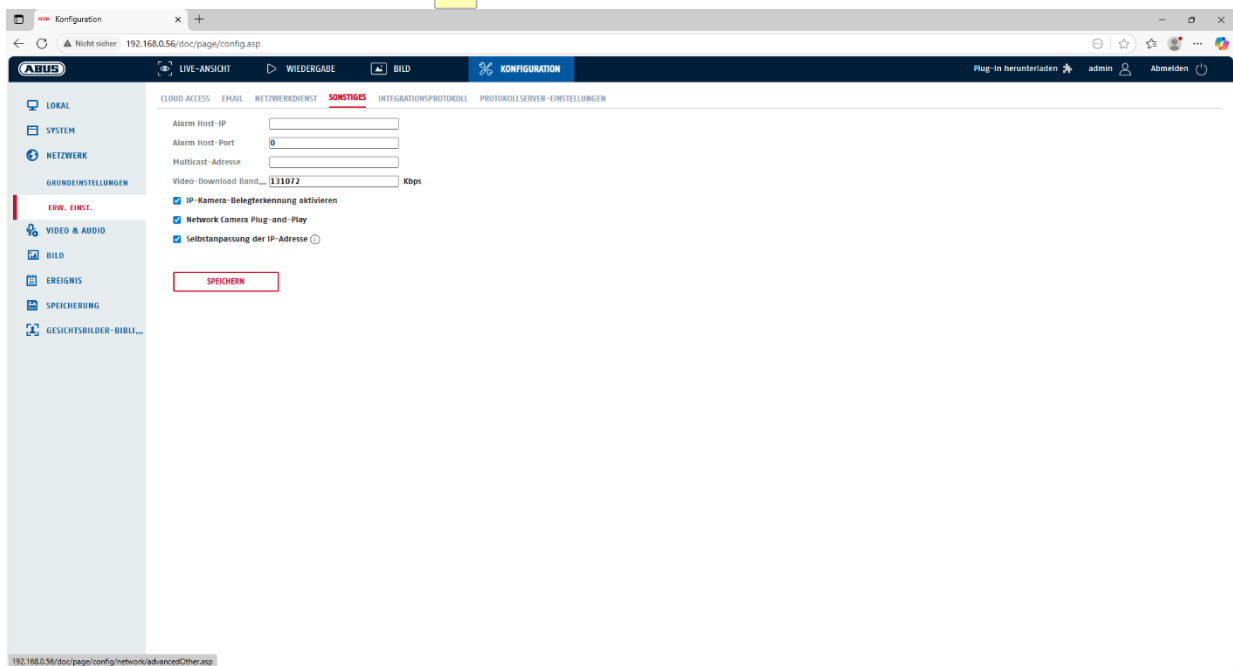 Konfiguration
Nicht sicher 192.168.0.56/doc/page/config.asp
ABUS LIVE-ANSICHT WIEDERGABE BILD KONFIGURATION Plug-In herunterladen admin Abmelden
CLOUD ACCESS EMAIL NETZWERKDIENST SONSTIGES INTEGRATIONSPROTOKOLL PROTOKOLLSERVER-EINSTELLUNGEN
LOKAL
SYSTEM
NETZWERK
GRUNDEINSTELLUNGEN
ERW. EINST.
VIDEO & AUDIO
BILD
EREIGNIS
SPEICHERUNG
GESICHTSBILDER-BIBLI...
Alarm Host-IP
Alarm Host-Port 0
Multicast-Adresse
Video-Download Band... 131072 Kbps
IP-Kamera-Belegterkennung aktivieren
Network Camera Plug-and-Play
Selbstanpassung der IP-Adresse
SPEICHERN
192.168.0.56/doc/page/config/network/advancedOther.asp